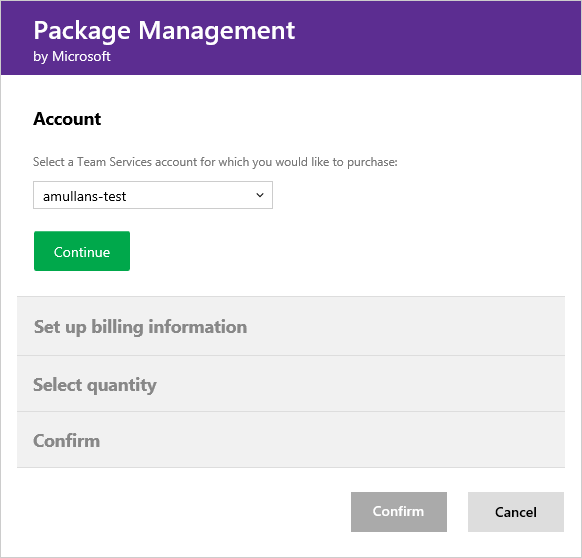 Package Management
by Microsoft
Account
Select a Team Services account for which you would like to purchase:
amullans-test
Continue
Set up billing information
Select quantity
Confirm
Confirm
Cancel